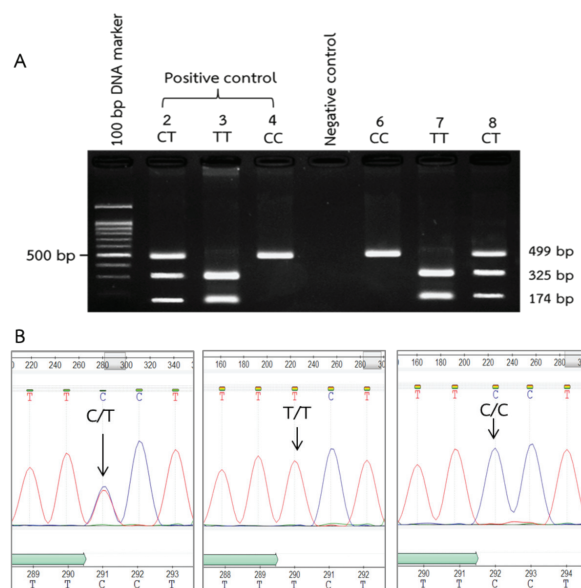 A
100 bp DNA marker
Positive control
Negative control
2 3 4 6 7 8
CT TT CC CC TT CT
500 bp
499 bp
325 bp
174 bp
B
220 240 260 280 300 320 340
T T C C T
C/T
289 290 291 292 293
T T C C T
160 180 200 220 240 260 280
T T T C T
T/T
288 289 290 291 292
T T T C T
160 180 200 220 240 260 280
T T C C T
C/C
290 291 292 293 294
T T C C T